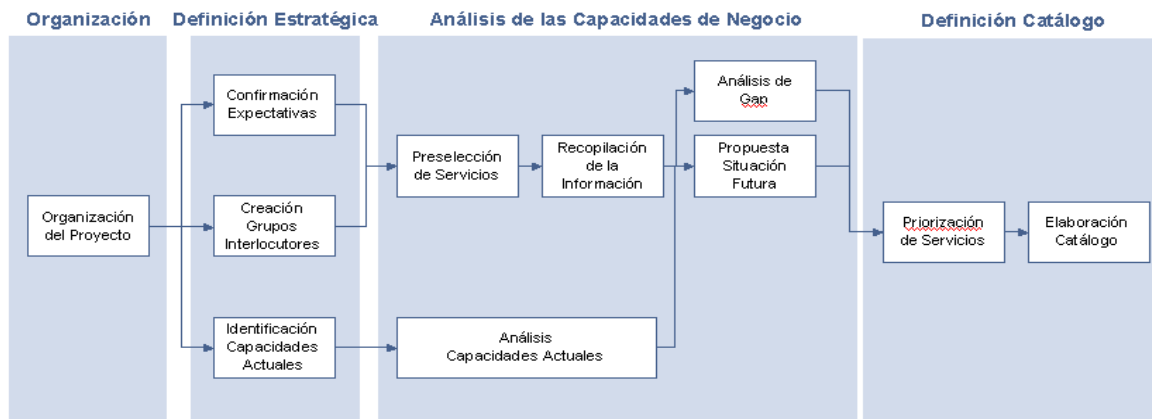 Organización
Definición Estratégica
Análisis de las Capacidades de Negocio
Definición Catálogo
Organización
del Proyecto
Confirmación
Expectativas
Creación
Grupos
Interlocutores
Identificación
Capacidades
Actuales
Preselección
de Servicios
Recopilación
de la
Información
Análisis
Capacidades Actuales
Análisis de
Gap
Propuesta
Situación
Futura
Priorización
de Servicios
Elaboración
Catálogo